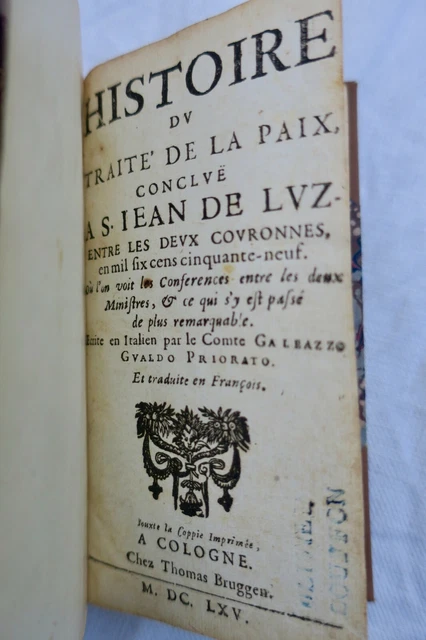 HISTOIRE
DV
TRAITE' DE LA PAIX,
CONCLVË
A S. IEAN DE LVZ-
ENTRE LES DEVX COVRONNES,
en mil six cens cinquante-neuf.
Où l'on voit les Conferences entre les deux
Ministres, & ce qui s'y est passé
de plus remarquable.
Ecrite en Italien par le Comte GALEAZZO
GVALDO PRIORATO.
Et traduite en François.
Iouxte la Coppie Imprimée,
A COLOGNE.
Chez Thomas Bruggen.
M. DC. LXV.